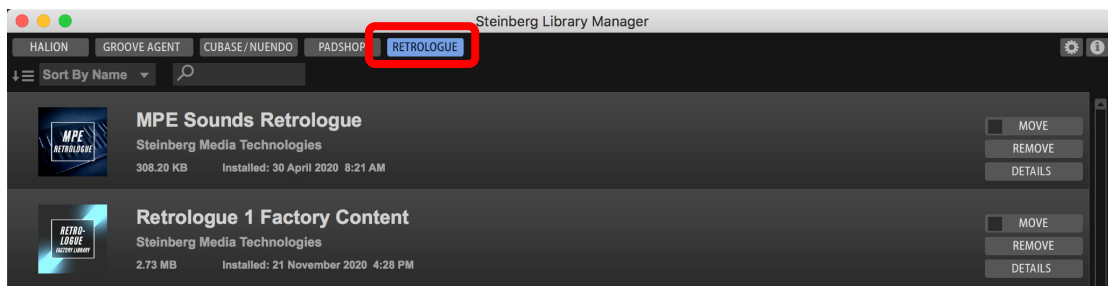 Steinberg Library Manager
HALION GROOVE AGENT CUBASE/NUENDO PADSHOP RETROLOGUE
Sort By Name
MPE RETROLOGUE
MPE Sounds Retrologue
Steinberg Media Technologies
308.20 KB Installed: 30 April 2020 8:21 AM
MOVE
REMOVE
DETAILS
RETRO-
LOGUE
FACTORY LIBRARY
Retrologue 1 Factory Content
Steinberg Media Technologies
2.73 MB Installed: 21 November 2020 4:28 PM
MOVE
REMOVE
DETAILS